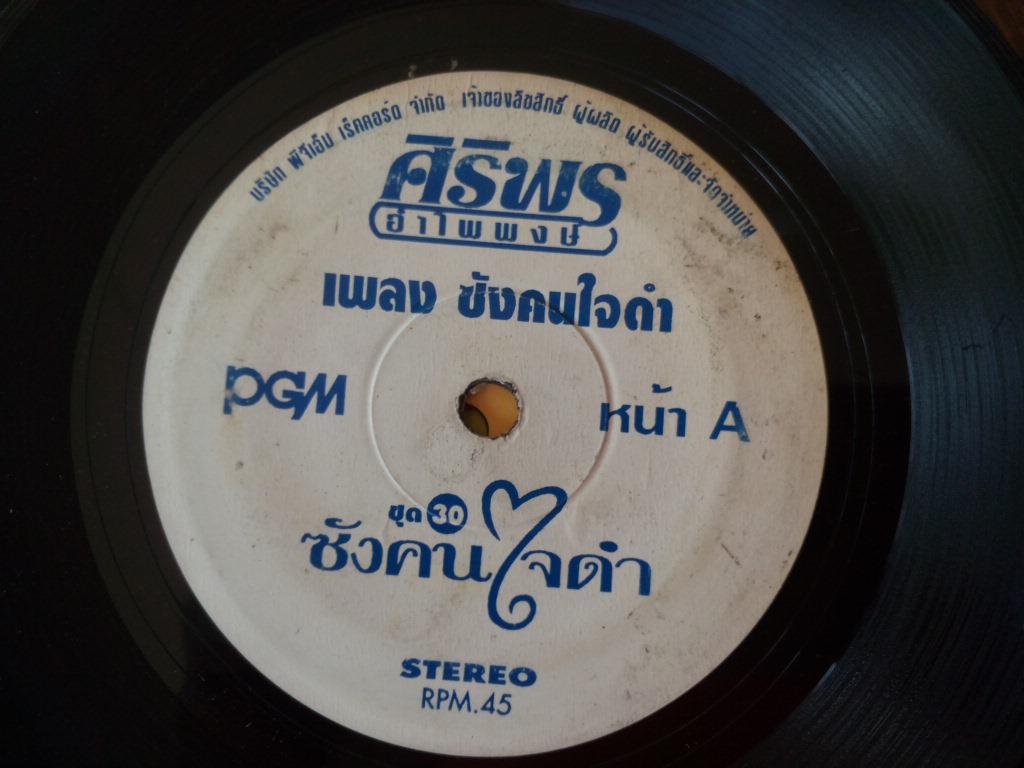 บริษัท พีจีเอ็ม เร็คคอร์ด จำกัด เจ้าของลิขสิทธิ์ ผู้ผลิต ผู้รับสิทธิ์และจัดจำหน่าย
ศิริพร
อำไพพงษ์
เพลง ซังคนใจดำ
PGM
หน้า A
ชุด 30
ซังคนใจดำ
STEREO
RPM.45